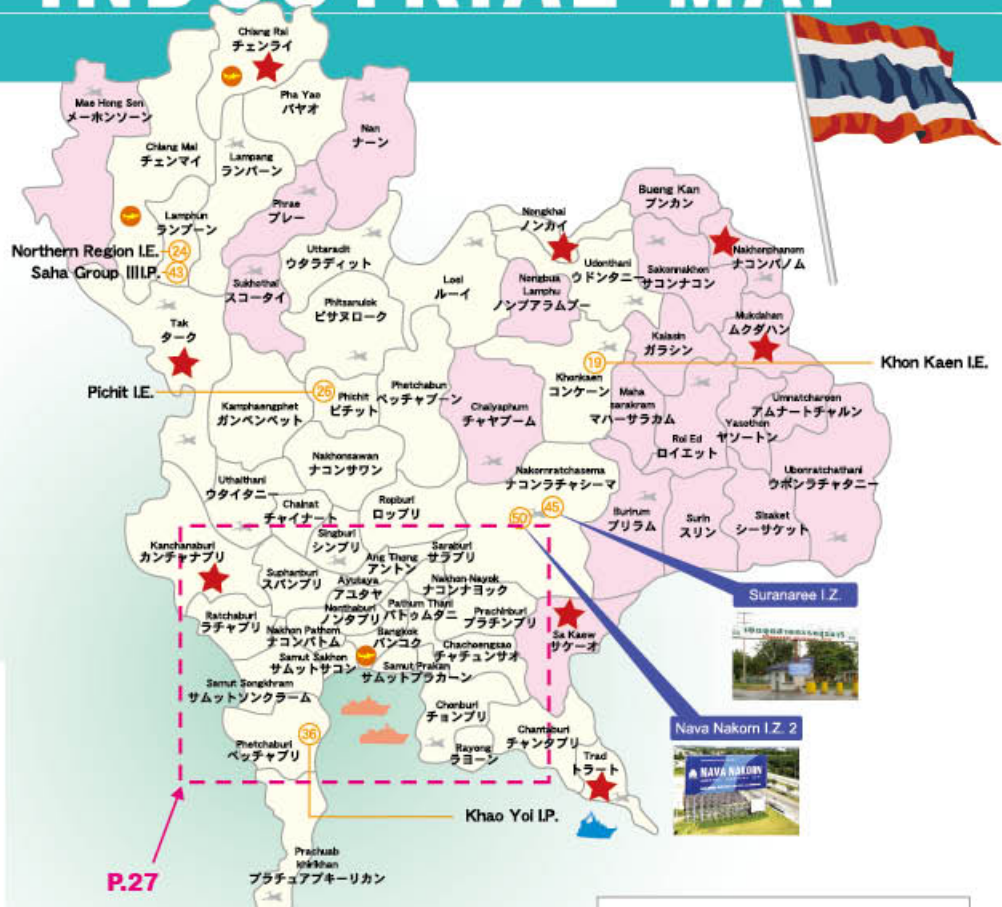 INDUSTRIAL MAP
Chiang Rai
チェンライ
Mae Hong Son
メーホンソーン
Pha Yao
パヤオ
Nan
ナーン
Chiang Mai
チェンマイ
Lampang
ランパーン
Lamphun
ランプーン
Phrae
プレー
Northern Region I.E.
24
Saha Group III I.P.
43
Uttaradit
ウタラディット
Sukhothai
スコータイ
Phitsanulok
ピサヌローク
Loei
ルーイ
Nongkhai
ノンカイ
Bueng Kan
ブンカン
Udonthani
ウドンタニー
Nongbua
Lamphu
ノンブアラムプー
Sakonnakhon
サコンナコン
Nakhonphanom
ナコンパノム
Tak
ターク
Mukdahan
ムクダハン
Kalasin
ガラシン
Khon Kaen I.E.
19
Khonkaen
コンケーン
Pichit I.E.
26
Phichit
ピチット
Phetchabun
ペッチャブーン
Kamphaengphet
ガンペンペット
Chaiyaphum
チャヤプーム
Maha
sarakram
マハーサラカム
Roi Ed
ロイエット
Yasothon
ヤソートン
Umnatcharoen
アムナートチャルン
Ubonratchathani
ウボンラチャタニー
Nakhonsawan
ナコンサワン
Uthaithani
ウタイタニー
Chainat
チャイナート
Ropburi
ロッブリ
Nakornratchasema
ナコンラチャシーマ
45
50
Burirum
ブリラム
Surin
スリン
Sisaket
シーサケット
Kanchanaburi
カンチャナブリ
Singburi
シンブリ
Ang Thong
アントン
Saraburi
サラブリ
Suphanburi
スパンブリ
Ayutaya
アユタヤ
Nakhon Nayok
ナコンナヨック
Ratchaburi
ラチャブリ
Nonthaburi
ノンタブリ
Pathum Thani
パトゥムタニ
Prachinburi
プラチンブリ
Nakhon Pathom
ナコンパトム
Bangkok
バンコク
Chachoengsao
チャチュンサオ
Sa Kaew
サケーオ
Samut Sakhon
サムットサコン
Samut Prakan
サムットプラカーン
Samut Songkhram
サムットソンクラーム
Chonburi
チョンブリ
Chantaburi
チャンタブリ
Rayong
ラヨーン
Trad
トラート
36
Phetchaburi
ペッチャブリ
Khao Yoi I.P.
Prachuab
khirikhan
プラチュアプキーリカン
P.27
Suranaree I.Z.
Nava Nakorn I.Z. 2
NAVA NAKORN